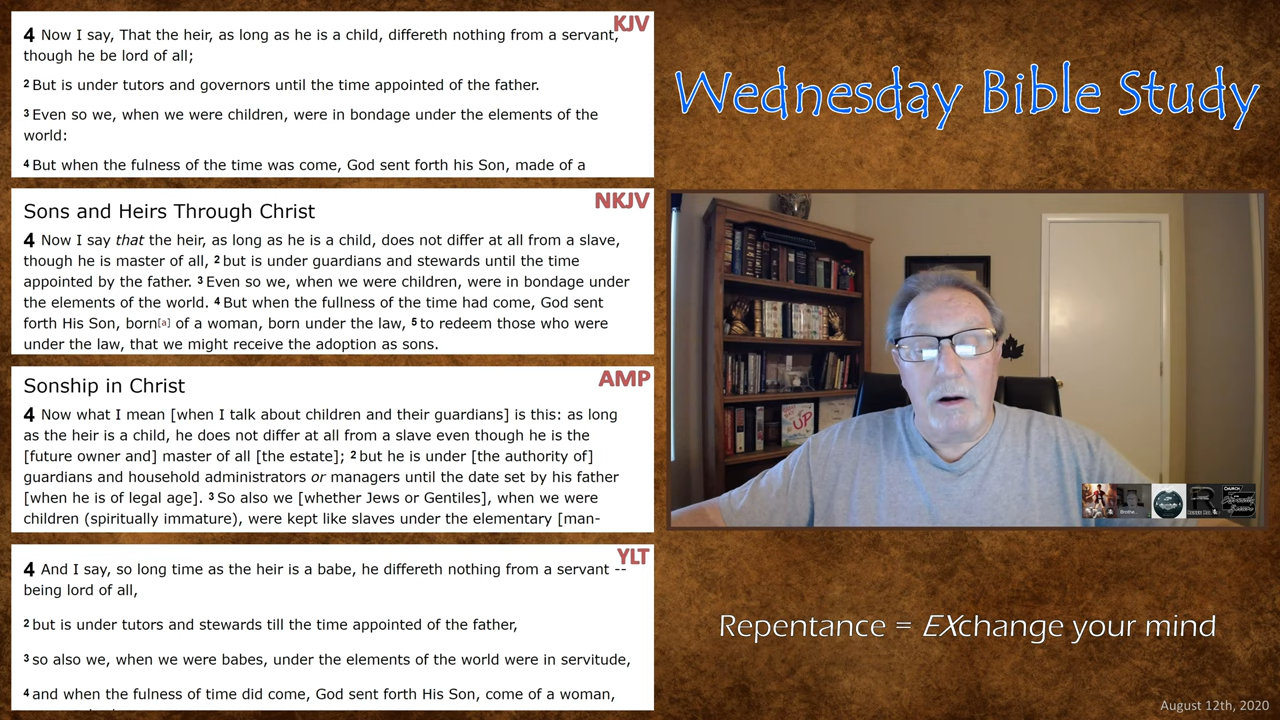 KJV
4 Now I say, That the heir, as long as he is a child, differeth nothing from a servant,
though he be lord of all;
2 But is under tutors and governors until the time appointed of the father.
3 Even so we, when we were children, were in bondage under the elements of the
world:
4 But when the fulness of the time was come, God sent forth his Son, made of a
NKJV
Sons and Heirs Through Christ
4 Now I say that the heir, as long as he is a child, does not differ at all from a slave,
though he is master of all, 2 but is under guardians and stewards until the time
appointed by the father. 3 Even so we, when we were children, were in bondage under
the elements of the world. 4 But when the fullness of the time had come, God sent
forth His Son, born[a] of a woman, born under the law, 5 to redeem those who were
under the law, that we might receive the adoption as sons.
AMP
Sonship in Christ
4 Now what I mean [when I talk about children and their guardians] is this: as long
as the heir is a child, he does not differ at all from a slave even though he is the
[future owner and] master of all [the estate]; 2 but he is under [the authority of]
guardians and household administrators or managers until the date set by his father
[when he is of legal age]. 3 So also we [whether Jews or Gentiles], when we were
children (spiritually immature), were kept like slaves under the elementary [man-
YLT
4 And I say, so long time as the heir is a babe, he differeth nothing from a servant --
being lord of all,
2 but is under tutors and stewards till the time appointed of the father,
3 so also we, when we were babes, under the elements of the world were in servitude,
4 and when the fulness of time did come, God sent forth His Son, come of a woman,
Wednesday Bible Study
UP
Brothe...
CHURCH
Repentance = EXchange your mind
August 12th, 2020